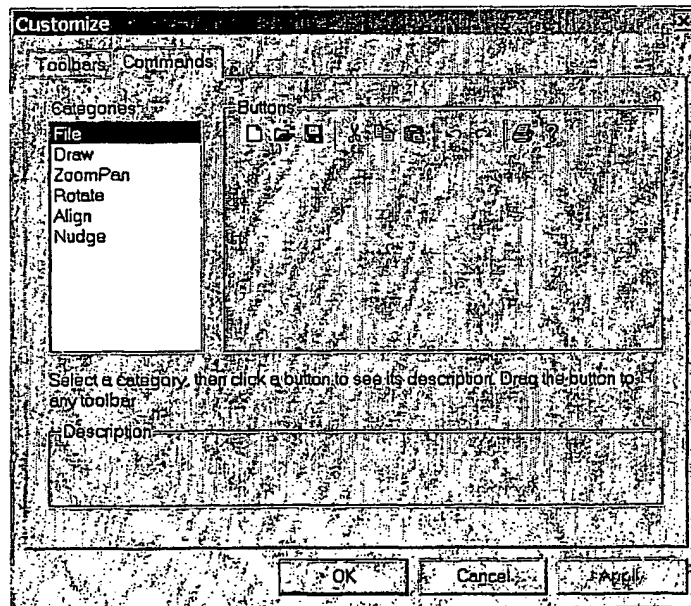 Customize
Toolbars Commands
Categories
Buttons
File
Draw
ZoomPan
Rotate
Align
Nudge
Select a category, then click a button to see its description. Drag the button to
any toolbar
Description
OK Cancel Apply